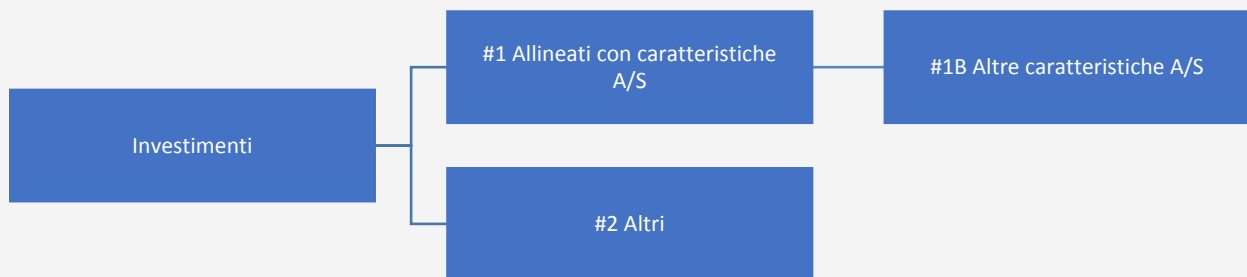 Investimenti
#1 Allineati con caratteristiche
A/S
#1B Altre caratteristiche A/S
#2 Altri